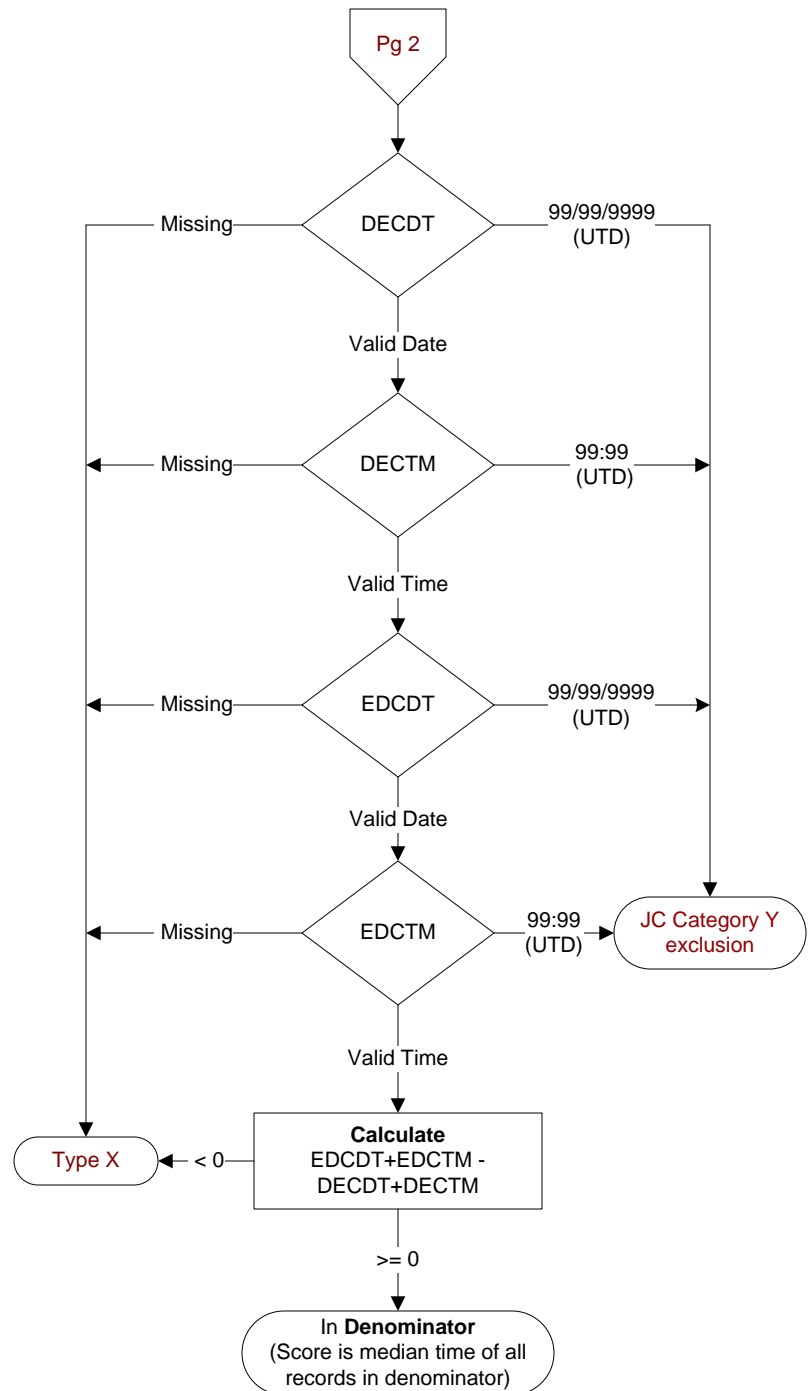 Pg 2
Missing
DECDT
99/99/9999
(UTD)
Valid Date
Missing
DECTM
99:99
(UTD)
Valid Time
Missing
EDCDT
99/99/9999
(UTD)
Valid Date
Missing
EDCTM
99:99
(UTD)
JC Category Y
exclusion
Valid Time
Type X
< 0
Calculate
EDCDT+EDCTM -
DECDT+DECTM
>= 0
In Denominator
(Score is median time of all
records in denominator)